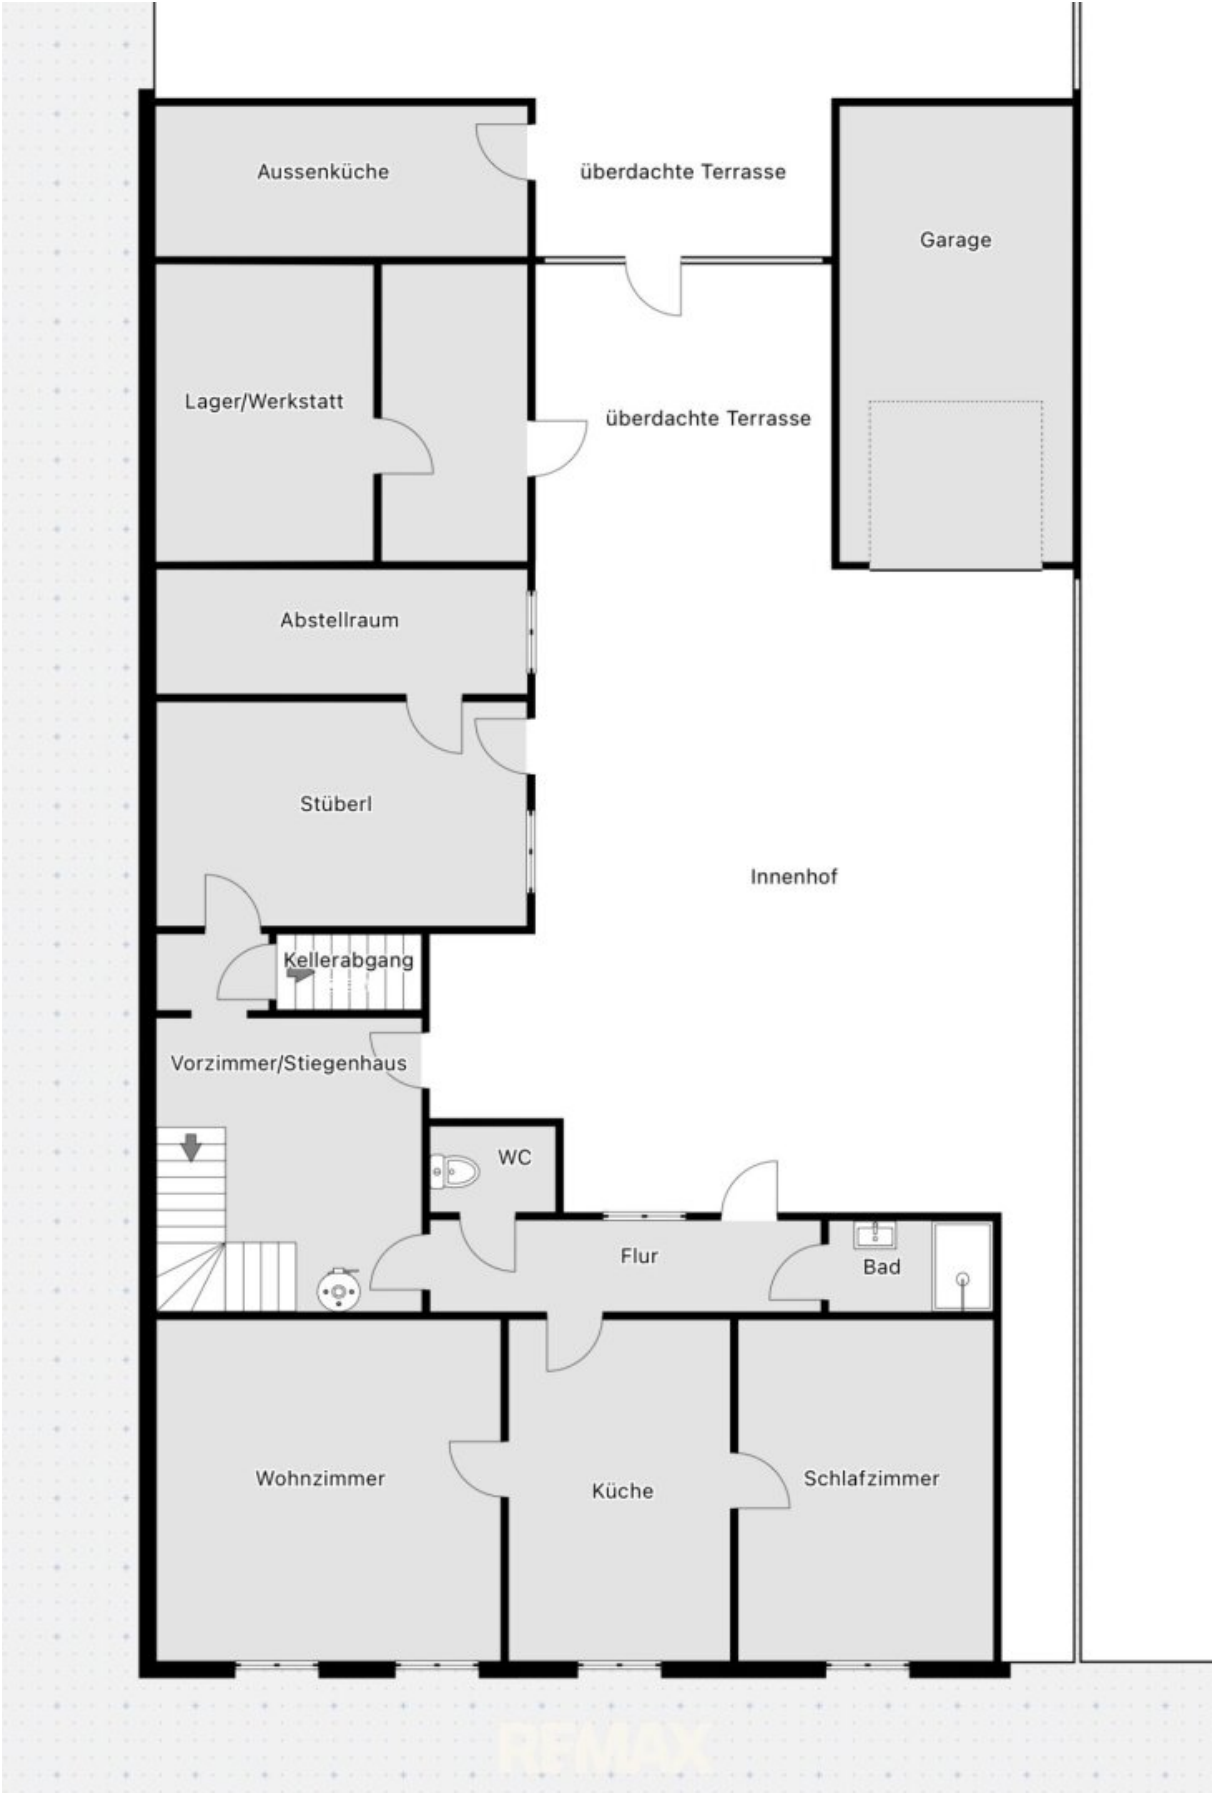 Aussenküche
überdachte Terrasse
Garage
Lager/Werkstatt
überdachte Terrasse
Abstellraum
Stüberl
Innenhof
Kellerabgang
Vorzimmer/Stiegenhaus
WC
Flur
Bad
Wohnzimmer
Küche
Schlafzimmer
REMAX